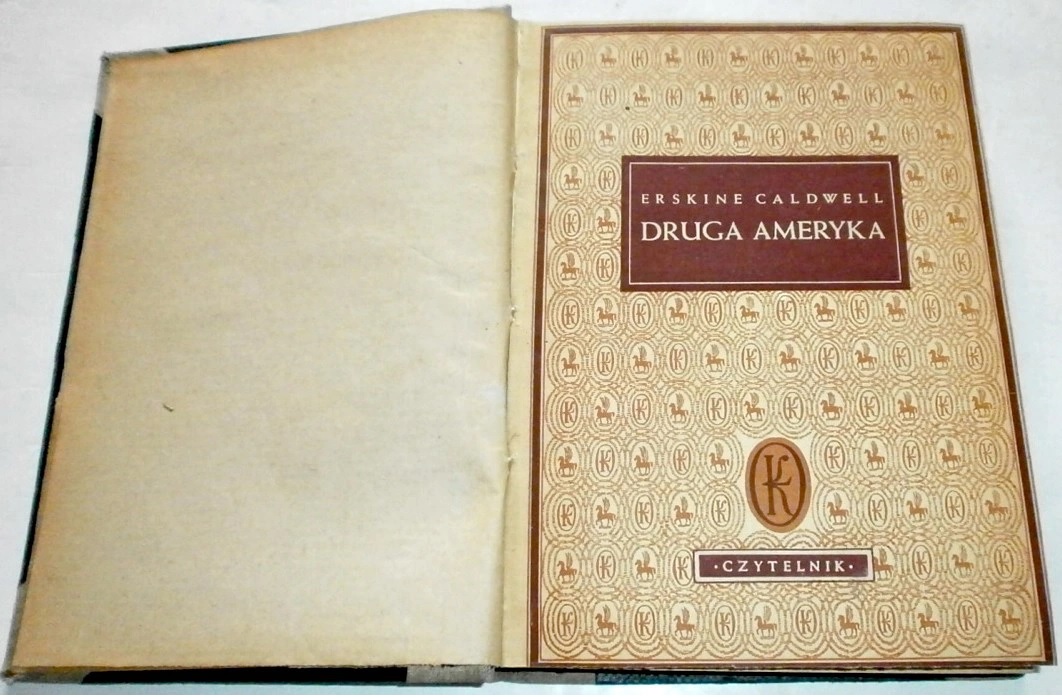 ERSKINE CALDWELL
DRUGA AMERYKA
K
·CZYTELNIK·